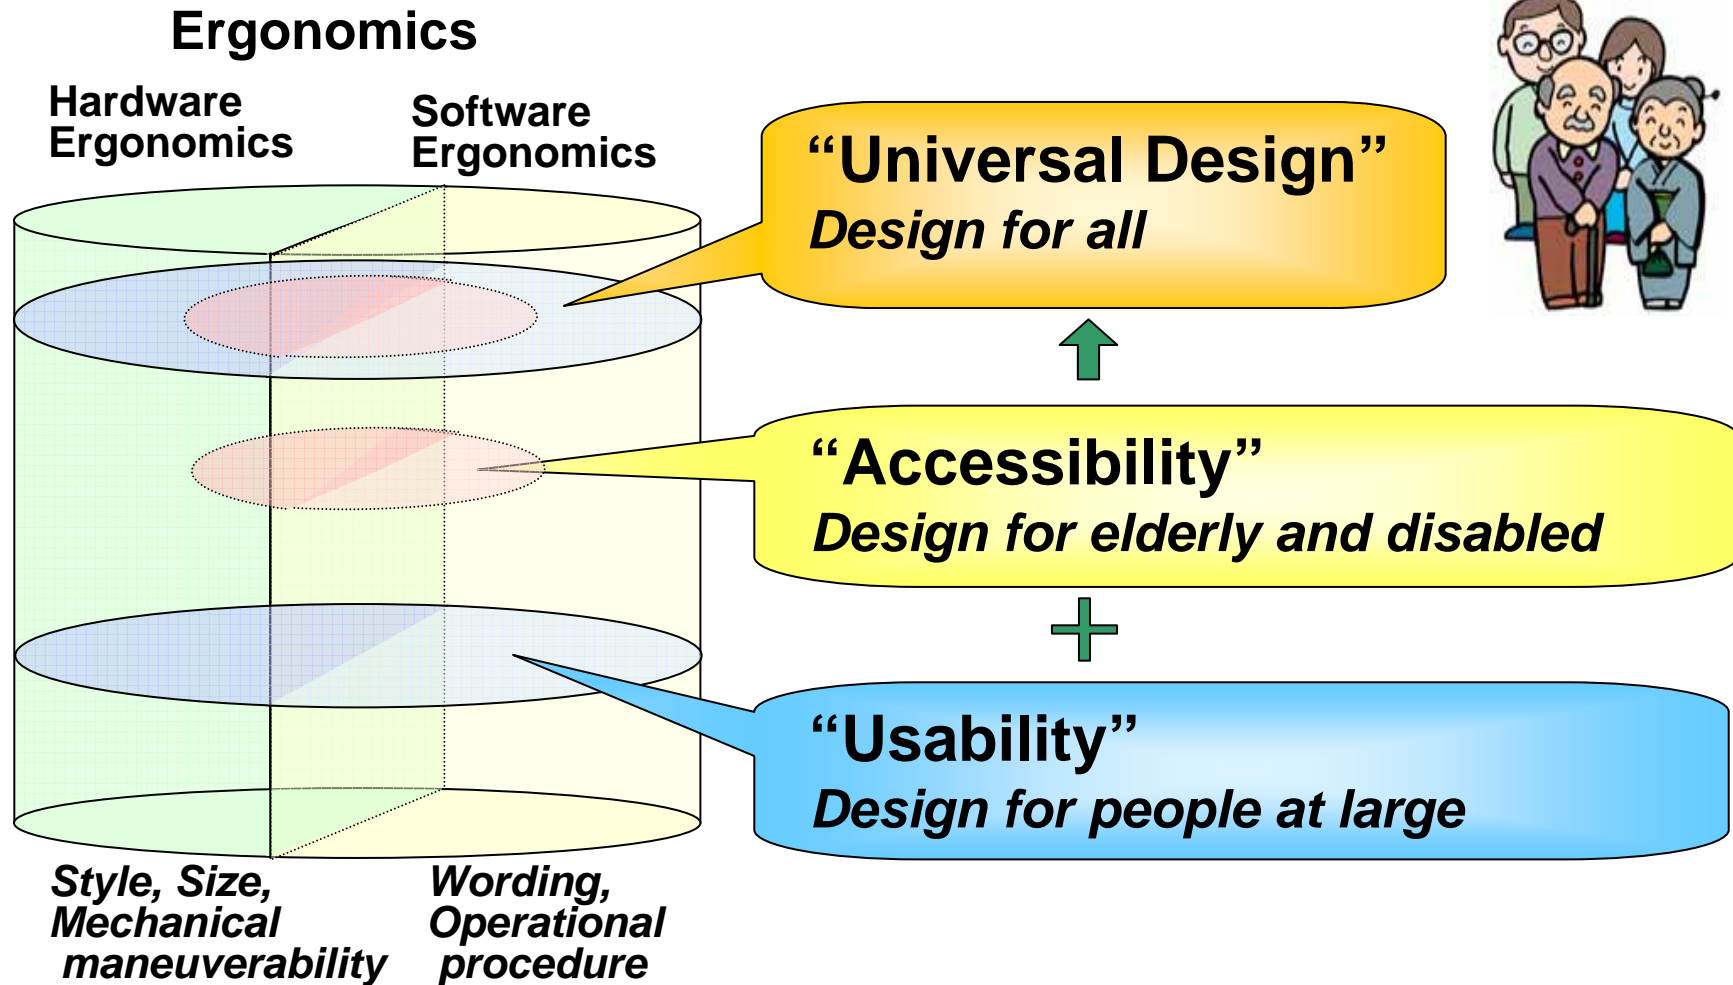 Ergonomics
Hardware
Ergonomics
Software
Ergonomics
“Universal Design”
Design for all
“Accessibility”
Design for elderly and disabled
“Usability”
Design for people at large
Style, Size,
Mechanical
maneuverability
Wording,
Operational
procedure